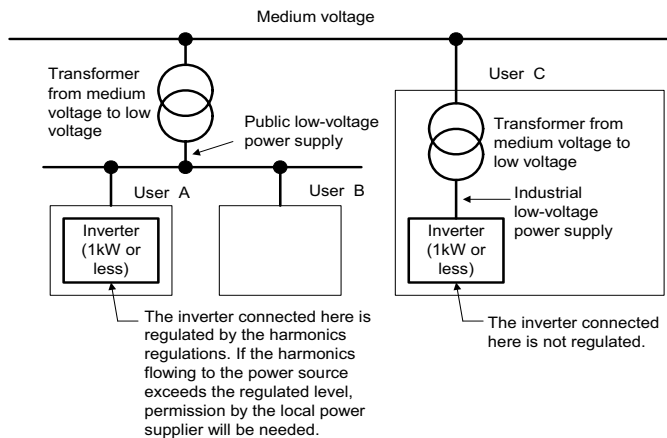 Medium voltage
Transformer
from medium
voltage to low
voltage
Public low-voltage
power supply
User A
User B
Inverter
(1kW or
less)
The inverter connected here is
regulated by the harmonics
regulations. If the harmonics
flowing to the power source
exceeds the regulated level,
permission by the local power
supplier will be needed.
User C
Transformer from
medium voltage to
low voltage
Industrial
low-voltage
power supply
Inverter
(1kW or
less)
The inverter connected
here is not regulated.